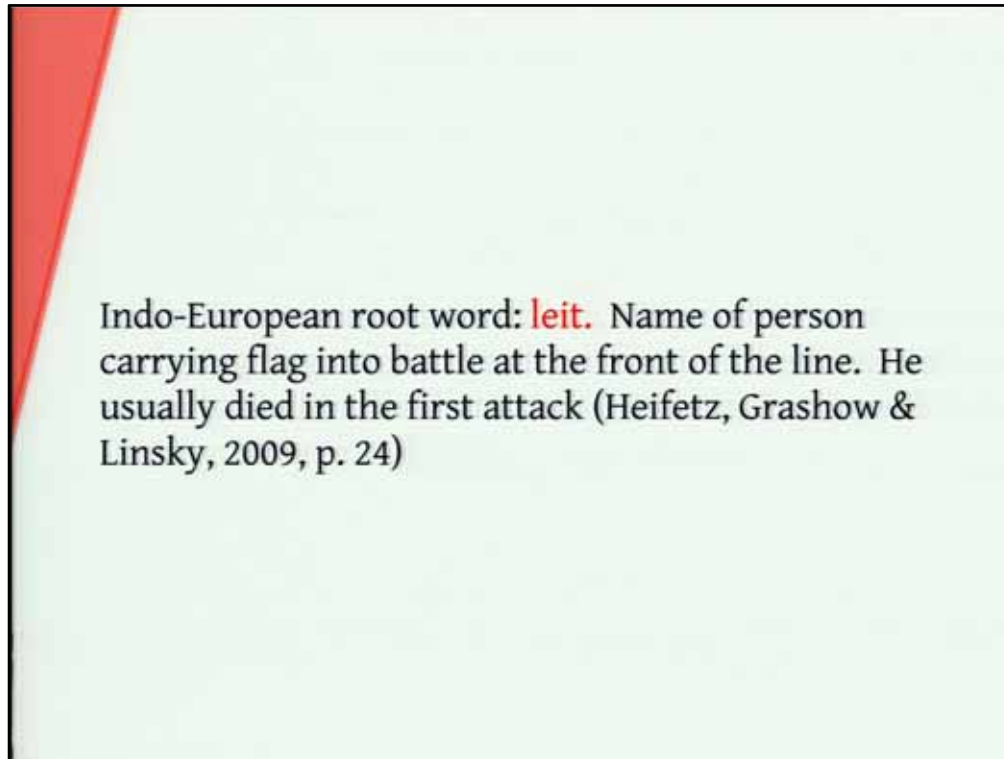 Indo-European root word: leit.  Name of person
carrying flag into battle at the front of the line.  He
usually died in the first attack (Heifetz, Grashow &
Linsky, 2009, p. 24)